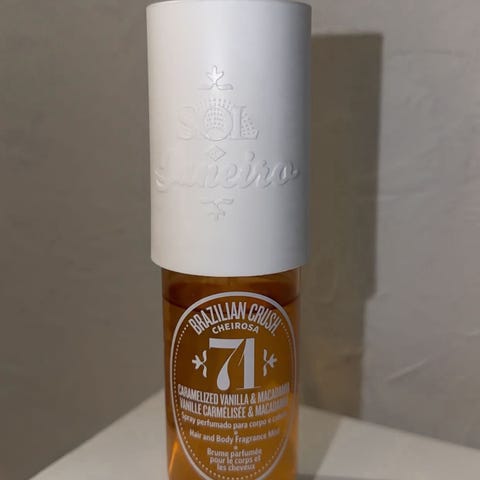 SOL
de
Janeiro
BRAZILIAN CRUSH
CHEIROSA
71
CARAMELIZED VANILLA & MACADAMIA
VANILLE CARMÉLISÉE & MACADAMIA
Spray perfumado para corpo e cabelo
Hair and Body Fragrance Mist
Brume parfumée
pour le corps et
les cheveux